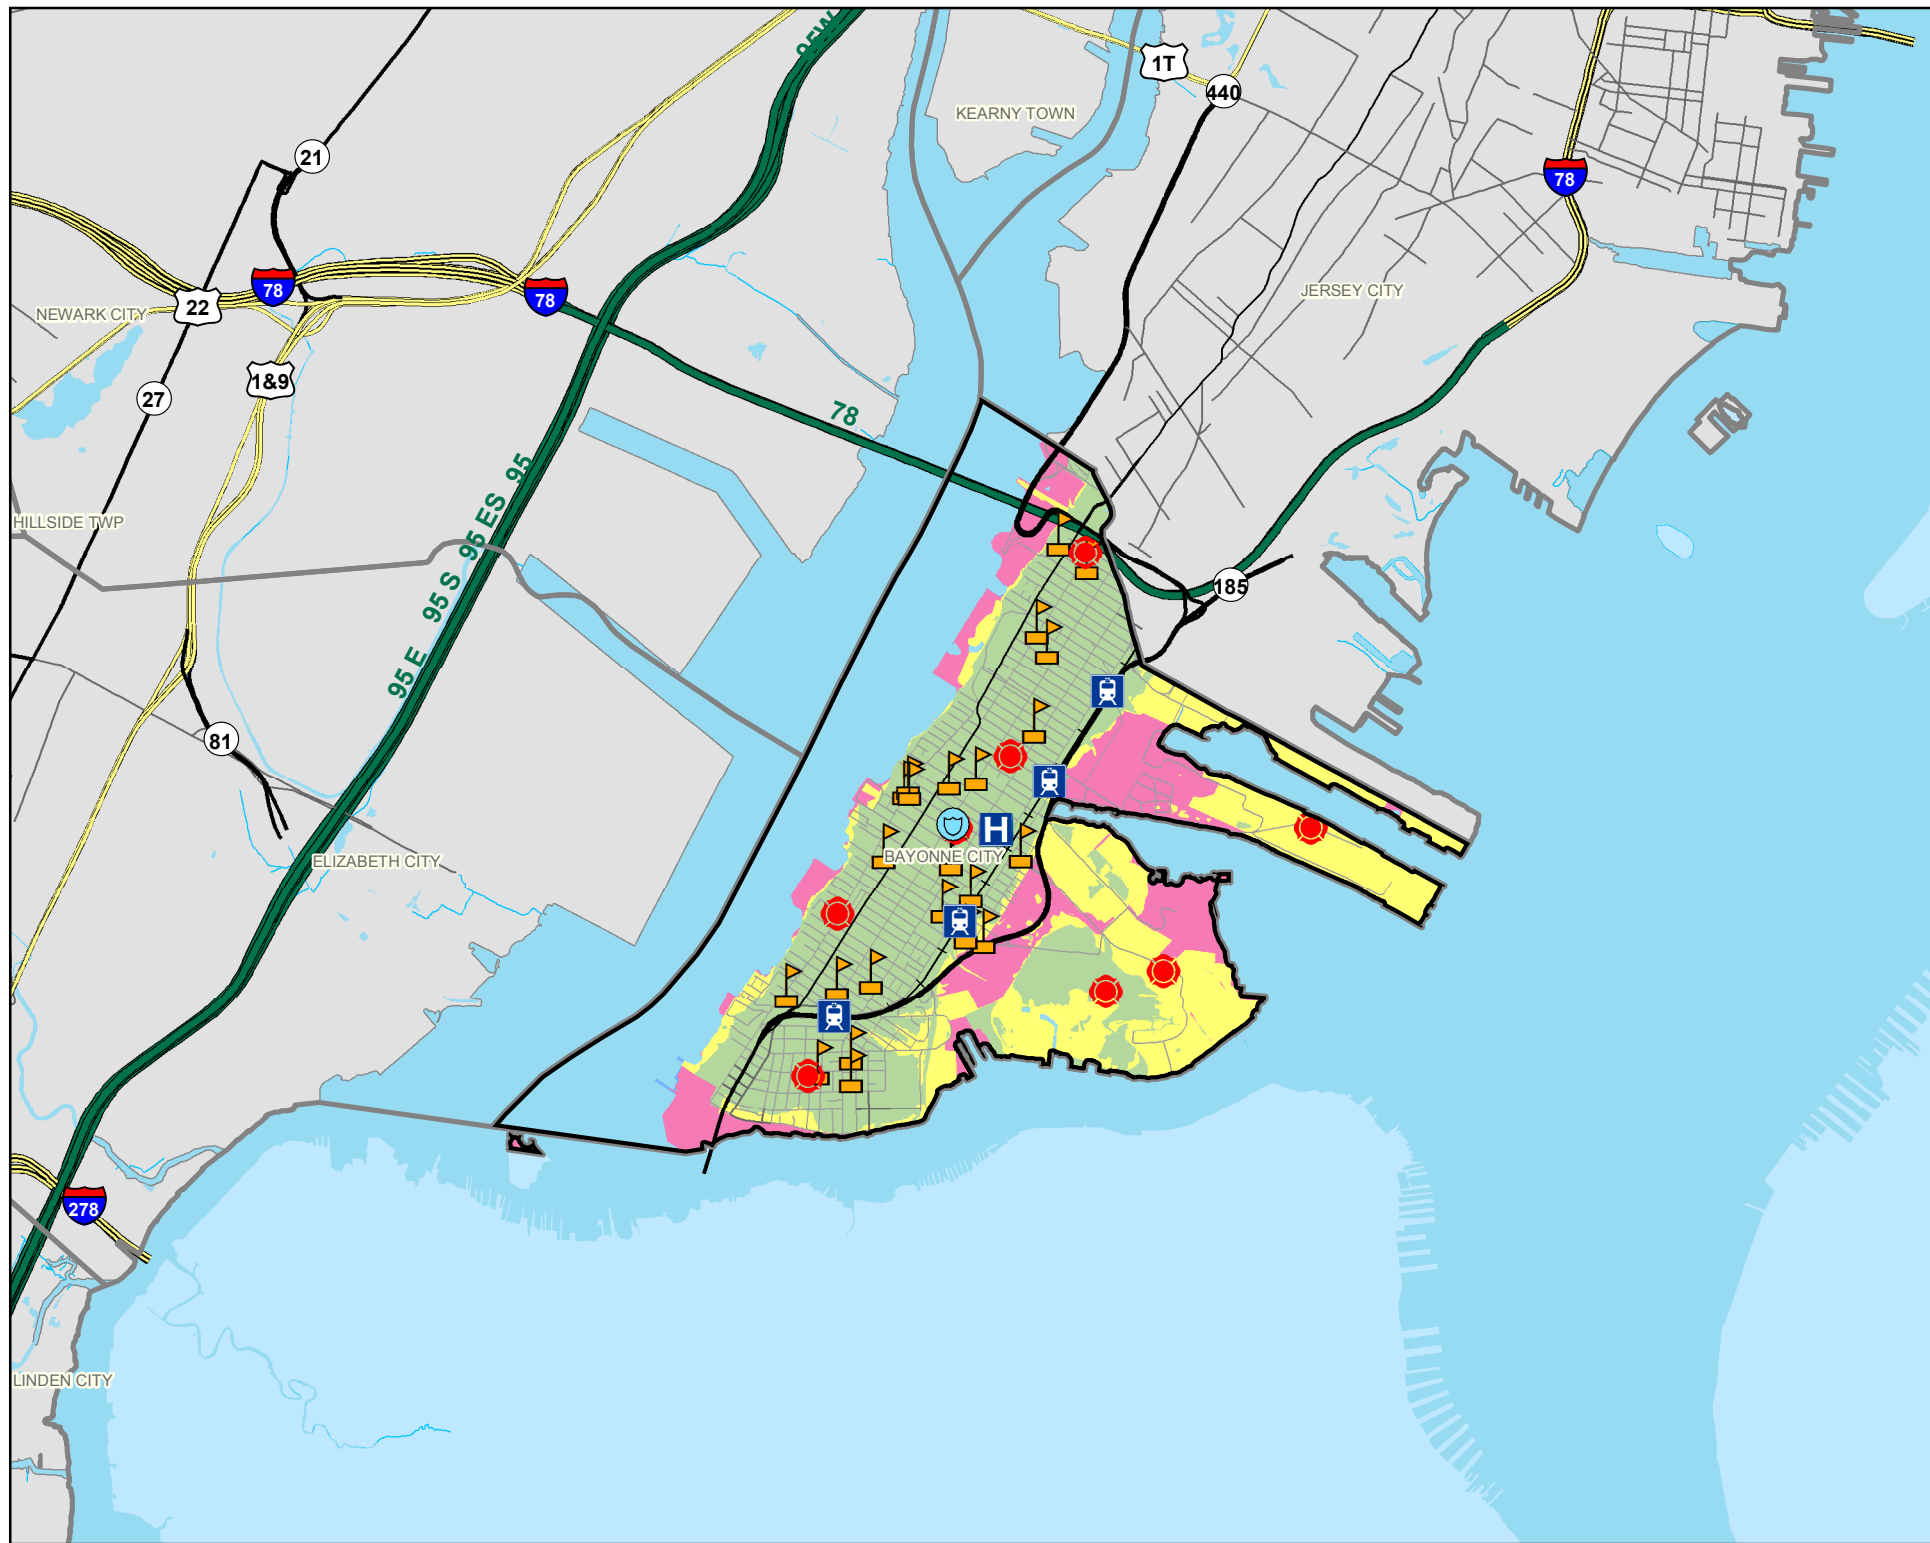 95W
1T
440
KEARNY TOWN
21
78
JERSEY CITY
78
78
22
NEWARK CITY
1&9
27
78
95
95 ES
HILLSIDE TWP
95 S
185
95 E
81
H
BAYONNE CITY
ELIZABETH CITY
278
LINDEN CITY